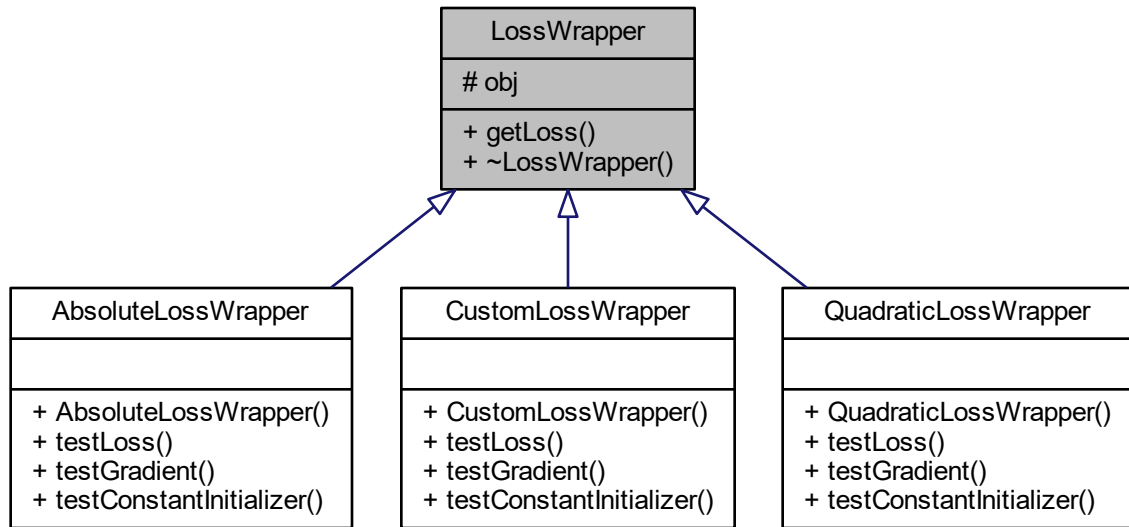 LossWrapper
# obj
+ getLoss()
+ ~LossWrapper()
AbsoluteLossWrapper
+ AbsoluteLossWrapper()
+ testLoss()
+ testGradient()
+ testConstantInitializer()
CustomLossWrapper
+ CustomLossWrapper()
+ testLoss()
+ testGradient()
+ testConstantInitializer()
QuadraticLossWrapper
+ QuadraticLossWrapper()
+ testLoss()
+ testGradient()
+ testConstantInitializer()